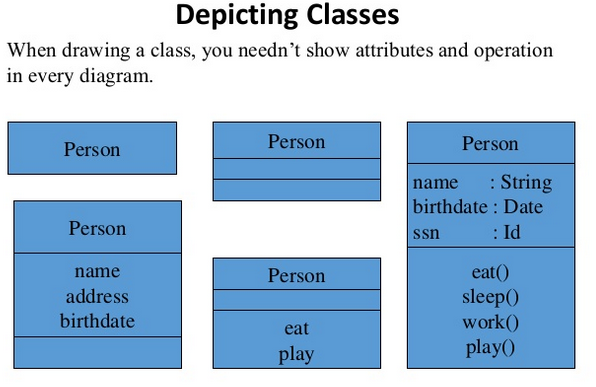 Depicting Classes
When drawing a class, you needn't show attributes and operation
in every diagram.
Person
Person
name
address
birthdate
Person
Person
eat
play
Person
name : String
birthdate : Date
ssn : Id
eat()
sleep()
work()
play()